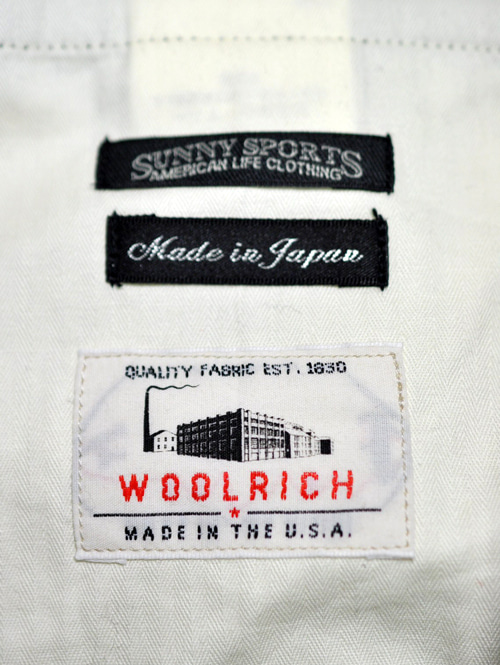 SUNNY SPORTS
AMERICAN LIFE CLOTHING
Made in Japan
QUALITY FABRIC EST. 1830
WOOLRICH
MADE IN THE U.S.A.